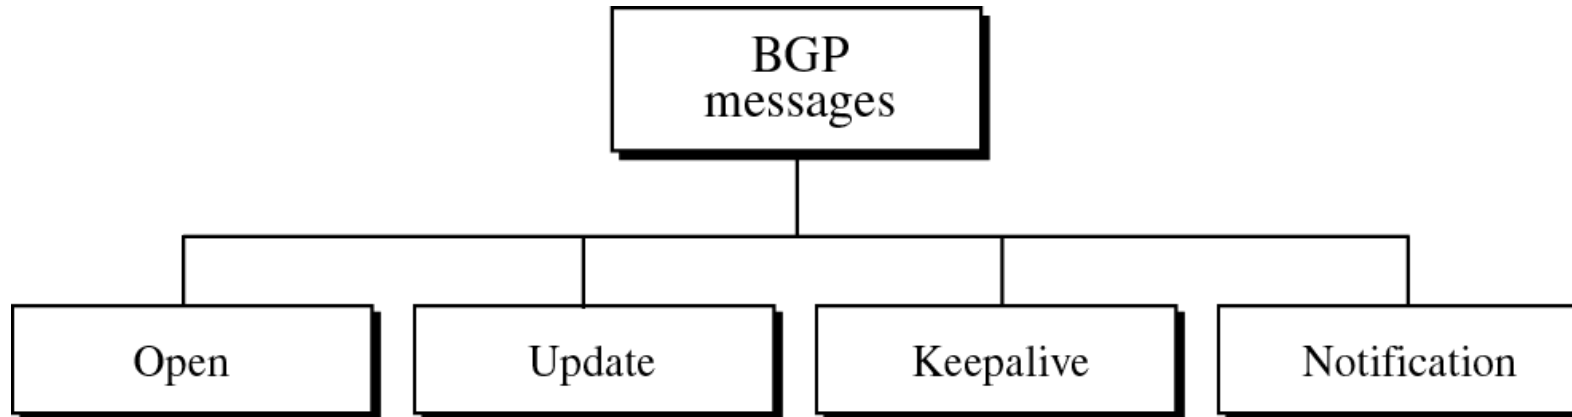 BGP
messages
Open
Update
Keepalive
Notification